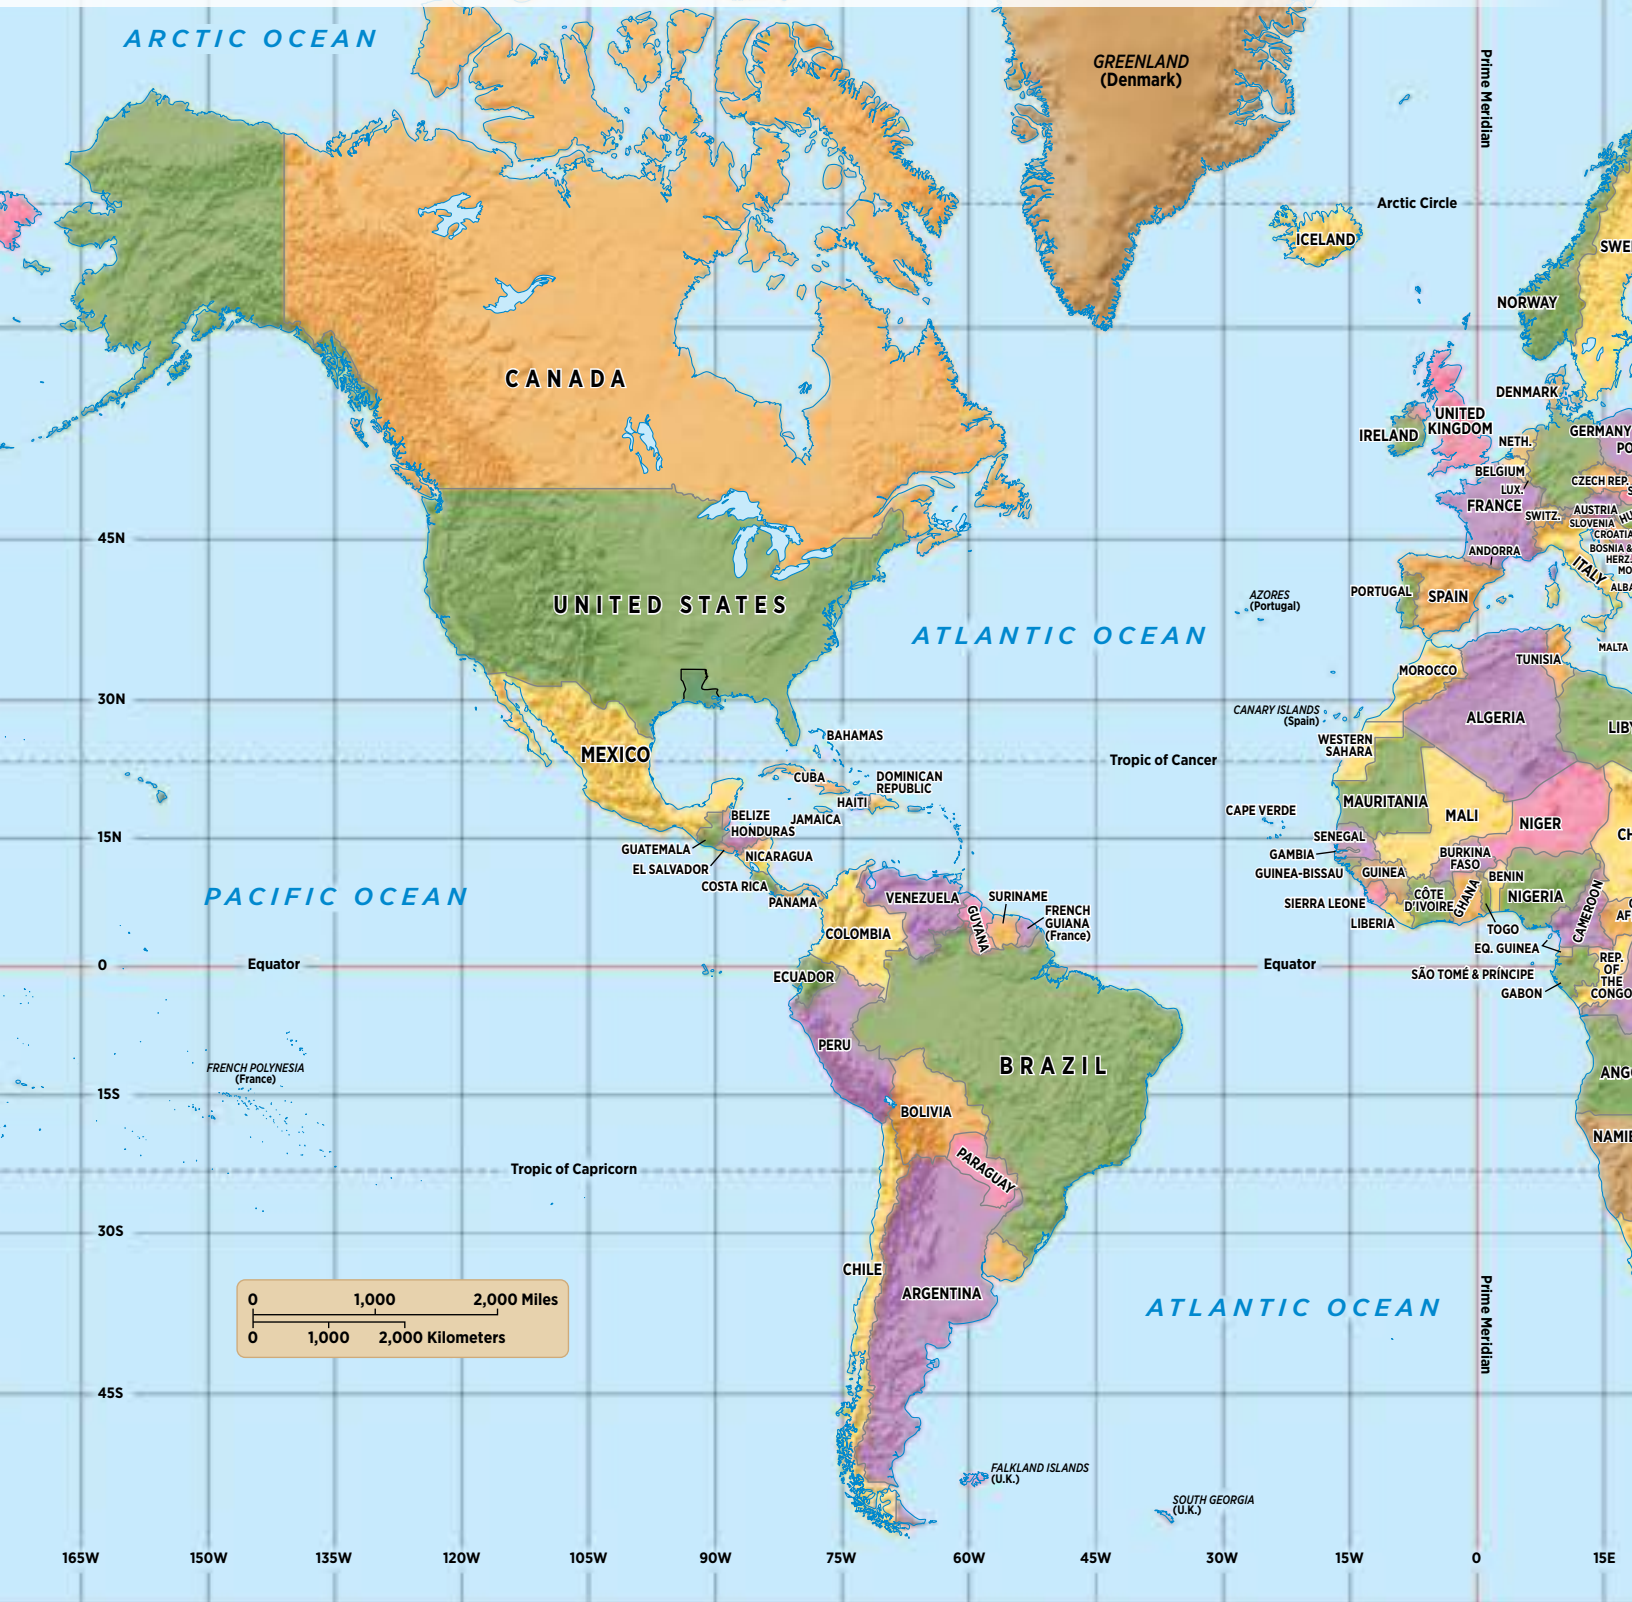 ARCTIC OCEAN
GREENLAND
(Denmark)
Prime Meridian
Arctic Circle
ICELAND
NORWAY
CANADA
DENMARK
UNITED
KINGDOM
IRELAND
NETH.
GERMANY
BELGIUM
LUX.
CZECH REP.
FRANCE
SWITZ.
AUSTRIA
SLOVENIA
45N
ANDORRA
BOSNIA &
HERZ.
ITALY
UNITED STATES
AZORES
(Portugal)
PORTUGAL
SPAIN
ATLANTIC OCEAN
MALTA
TUNISIA
MOROCCO
30N
CANARY ISLANDS
(Spain)
ALGERIA
BAHAMAS
WESTERN
SAHARA
MEXICO
Tropic of Cancer
CUBA
DOMINICAN
REPUBLIC
HAITI
MAURITANIA
CAPE VERDE
MALI
NIGER
BELIZE
JAMAICA
HONDURAS
15N
SENEGAL
GUATEMALA
NICARAGUA
GAMBIA
BURKINA
FASO
EL SALVADOR
GUINEA-BISSAU
GUINEA
BENIN
COSTA RICA
PACIFIC OCEAN
PANAMA
VENEZUELA
SURINAME
GUYANA
FRENCH
GUIANA
(France)
SIERRA LEONE
CÔTE
D'IVOIRE
GHANA
NIGERIA
CAMEROON
LIBERIA
TOGO
COLOMBIA
EQ. GUINEA
0
Equator
Equator
REP.
OF
THE
CONGO
ECUADOR
SÃO TOMÉ & PRÍNCIPE
GABON
PERU
BRAZIL
FRENCH POLYNESIA
(France)
15S
BOLIVIA
PARAGUAY
Tropic of Capricorn
30S
CHILE
ARGENTINA
0 1,000 2,000 Miles
0 1,000 2,000 Kilometers
ATLANTIC OCEAN
Prime Meridian
45S
FALKLAND ISLANDS
(U.K.)
SOUTH GEORGIA
(U.K.)
165W 150W 135W 120W 105W 90W 75W 60W 45W 30W 15W 0 15E